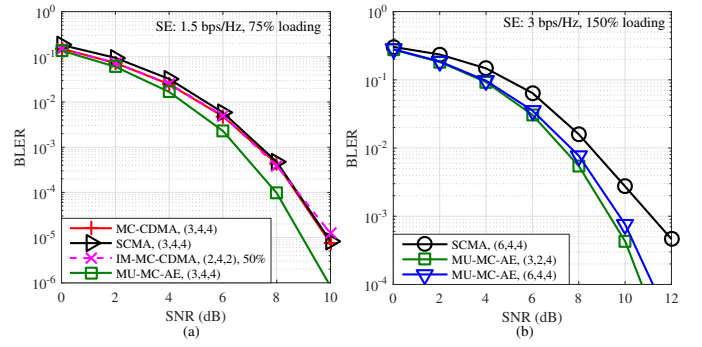 SE: 1.5 bps/Hz, 75% loading
10^0
10^-1
10^-2
10^-3
10^-4
10^-5
10^-6
BLER
MC-CDMA, (3,4,4)
SCMA, (3,4,4)
IM-MC-CDMA, (2,4,2), 50%
MU-MC-AE, (3,4,4)
0 2 4 6 8 10
SNR (dB)
(a)
SE: 3 bps/Hz, 150% loading
10^0
10^-1
10^-2
10^-3
10^-4
BLER
SCMA, (6,4,4)
MU-MC-AE, (3,2,4)
MU-MC-AE, (6,4,4)
0 2 4 6 8 10 12
SNR (dB)
(b)